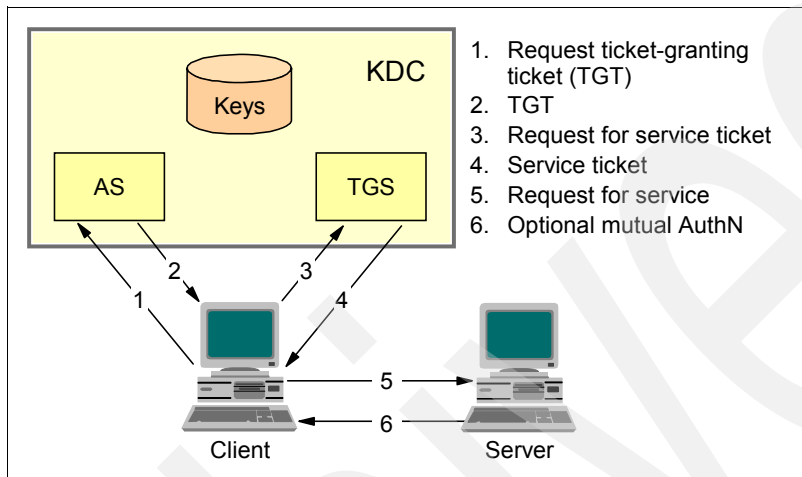 KDC
Keys
AS
TGS
1. Request ticket-granting
ticket (TGT)
2. TGT
3. Request for service ticket
4. Service ticket
5. Request for service
6. Optional mutual AuthN
1
2
3
4
5
6
Client
Server